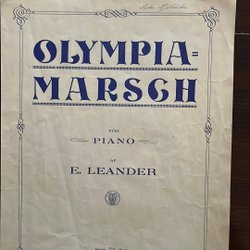 OLYMPIA=
MARSCH
FÖR
PIANO
AF
E. LEANDER